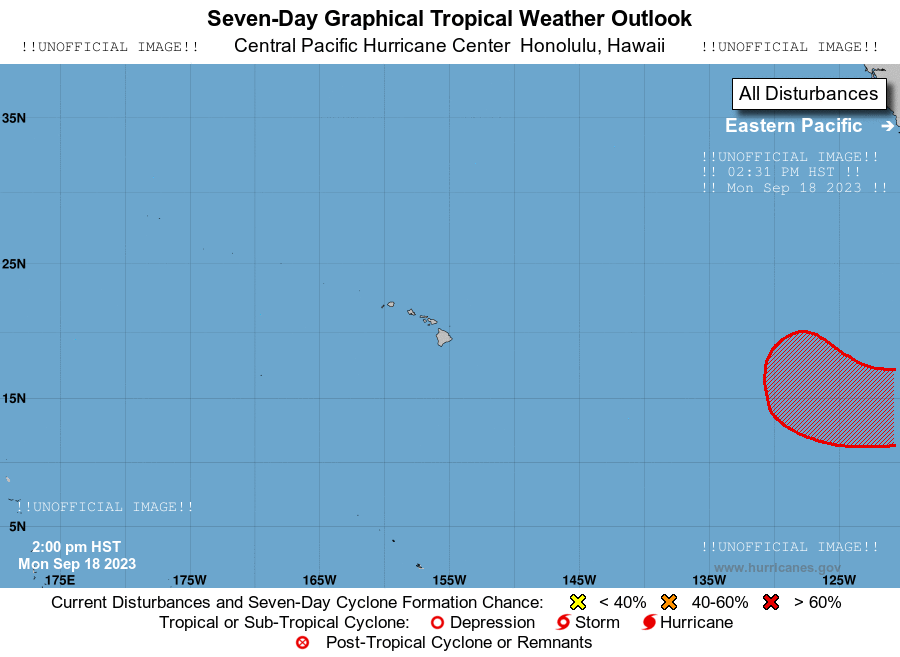 Seven-Day Graphical Tropical Weather Outlook
!!UNOFFICIAL IMAGE!! Central Pacific Hurricane Center Honolulu, Hawaii !!UNOFFICIAL IMAGE!!
All Disturbances
35N
Eastern Pacific
!!UNOFFICIAL IMAGE!!
!! 02:31 PM HST !!
!! Mon Sep 18 2023 !!
25N
15N
!!UNOFFICIAL IMAGE!!
5N
2:00 pm HST
!!UNOFFICIAL IMAGE!!
Mon Sep 18 2023
www.hurricanes.gov
175E 175W 165W 155W 145W 135W 125W
Current Disturbances and Seven-Day Cyclone Formation Chance: < 40% 40-60% > 60%
Tropical or Sub-Tropical Cyclone: Depression Storm Hurricane
Post-Tropical Cyclone or Remnants